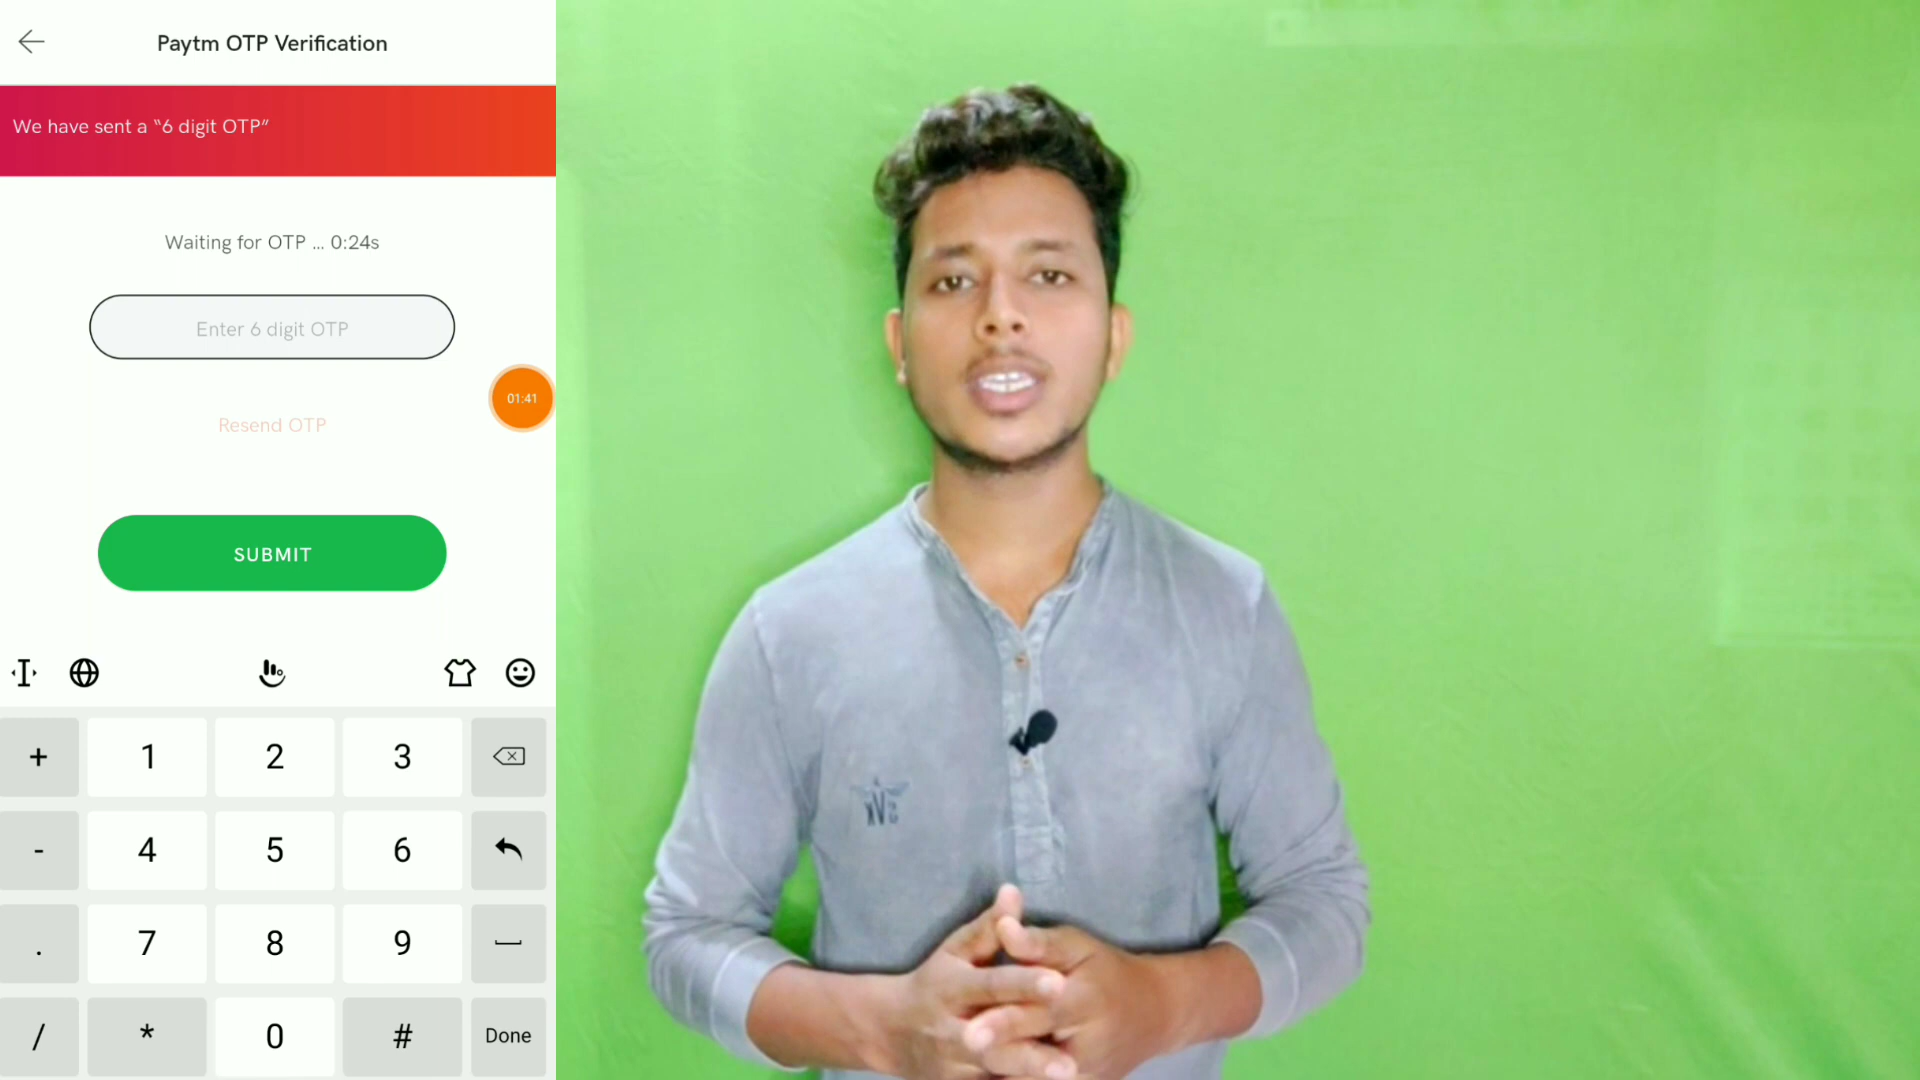 Paytm OTP Verification
We have sent a “6 digit OTP”
Waiting for OTP ... 0:24s
Enter 6 digit OTP
01:41
Resend OTP
SUBMIT
+ 1 2 3
- 4 5 6
. 7 8 9
/ * 0 # Done